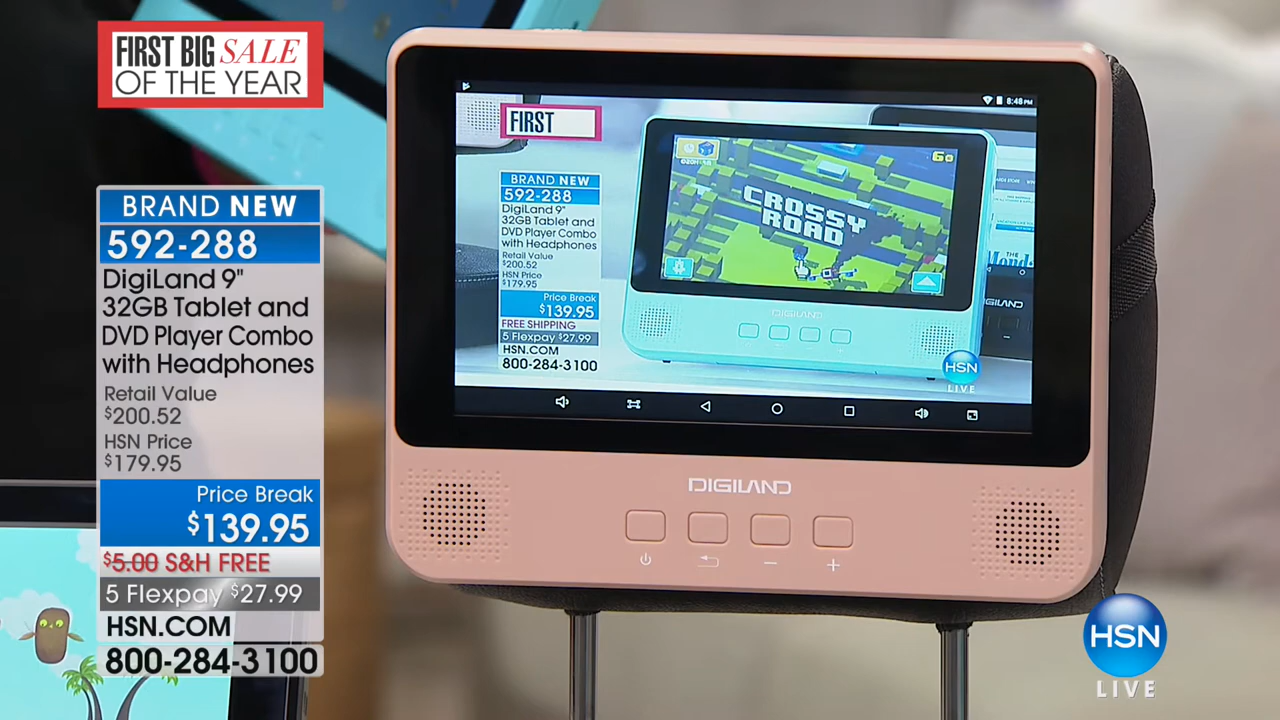 FIRST BIG SALE
OF THE YEAR
BRAND NEW
592-288
DigiLand 9"
32GB Tablet and
DVD Player Combo
with Headphones
Retail Value
$200.52
HSN Price
$179.95
Price Break
$139.95
$5.00 S&H FREE
5 Flexpay $27.99
HSN.COM
800-284-3100
8:48 PM
FIRST
BRAND NEW
592-288
DigiLand 9"
32GB Tablet and
DVD Player Combo
with Headphones
Retail Value
$200.52
HSN Price
$179.95
Price Break
$139.95
FREE SHIPPING
5 Flexpay $27.99
HSN.COM
800-284-3100
CROSSY
ROAD
DIGILAND
DIGILAND
HSN
LIVE
DIGILAND
HSN
LIVE